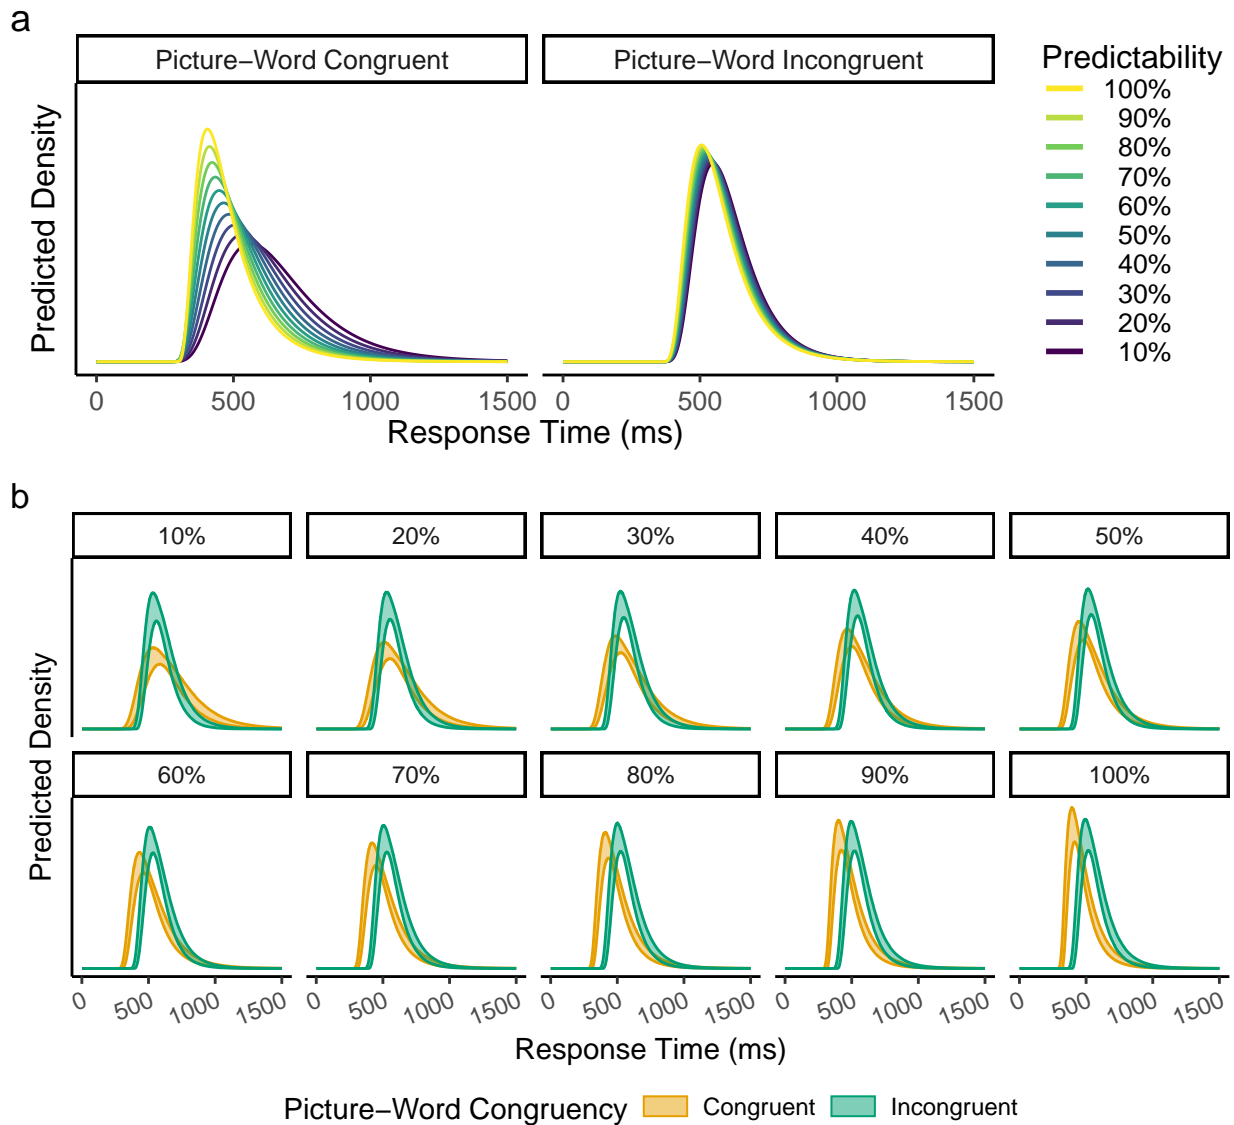 a
Picture−Word Congruent
Picture−Word Incongruent
Predictability
100%
90%
80%
70%
60%
50%
40%
30%
20%
10%
Predicted Density
0 500 1000 1500 0 500 1000 1500
Response Time (ms)
b
10% 20% 30% 40% 50%
60% 70% 80% 90% 100%
Predicted Density
0 500 1000 1500 0 500 1000 1500 0 500 1000 1500 0 500 1000 1500 0 500 1000 1500
Response Time (ms)
Picture−Word Congruency Congruent Incongruent